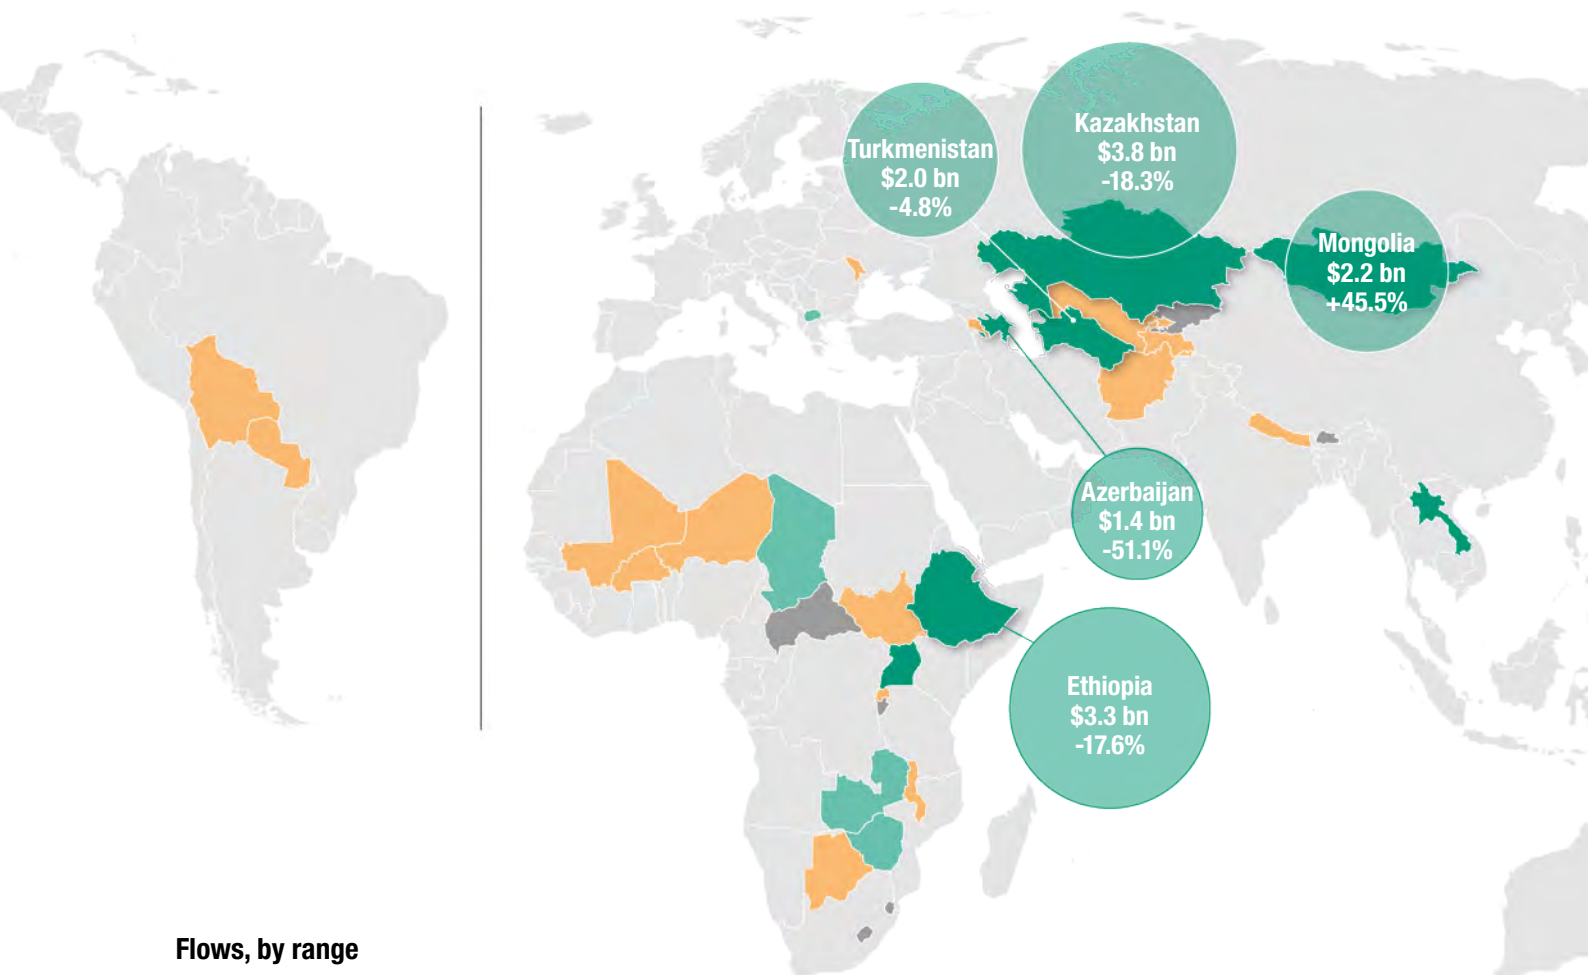 Turkmenistan
$2.0 bn
-4.8%
Kazakhstan
$3.8 bn
-18.3%
Mongolia
$2.2 bn
+45.5%
Azerbaijan
$1.4 bn
-51.1%
Ethiopia
$3.3 bn
-17.6%
Flows, by range